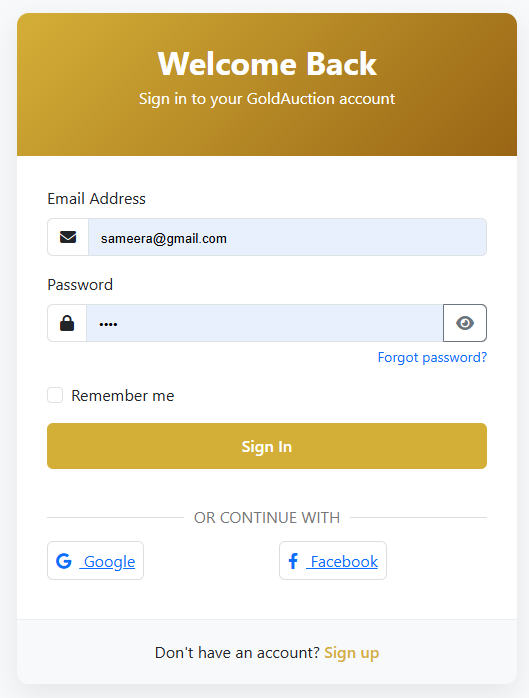 Welcome Back
Sign in to your GoldAuction account
Email Address
sameera@gmail.com
Password
••••
Forgot password?
Remember me
Sign In
OR CONTINUE WITH
Google Facebook
Don't have an account? Sign up